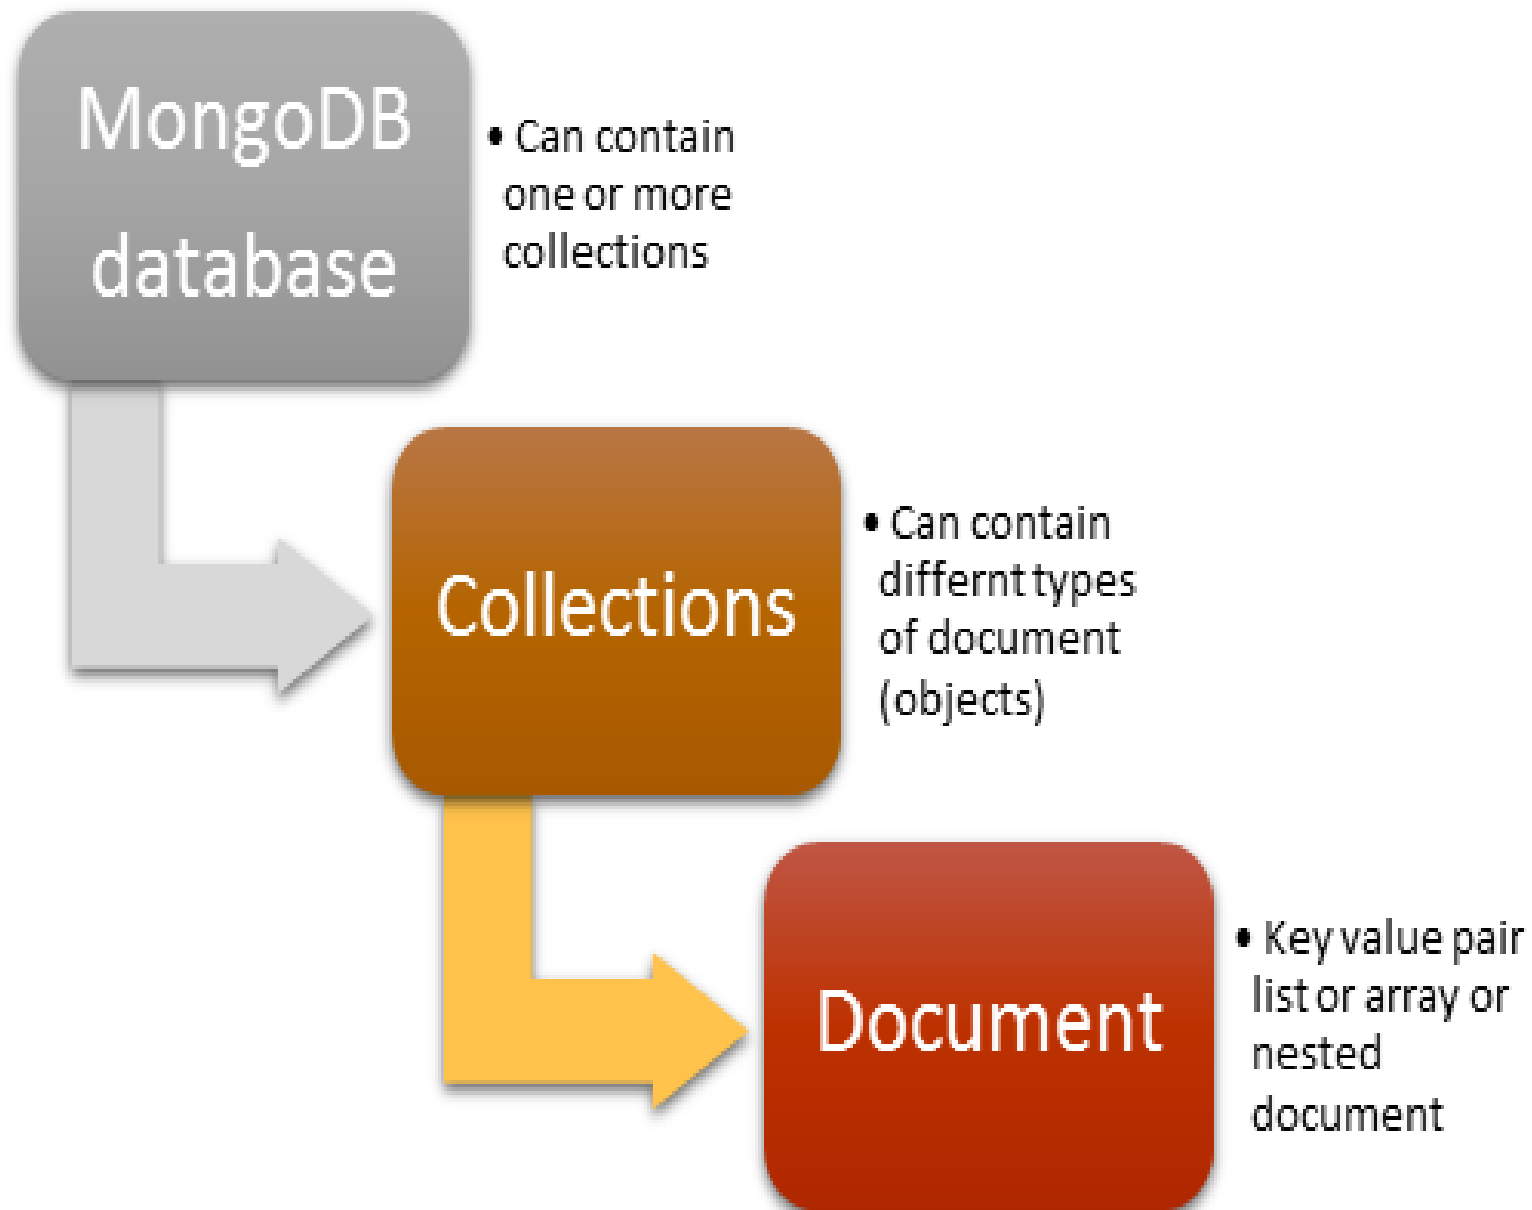 MongoDB
database
• Can contain
one or more
collections
Collections
• Can contain
differnt types
of document
(objects)
Document
• Key value pair
list or array or
nested
document